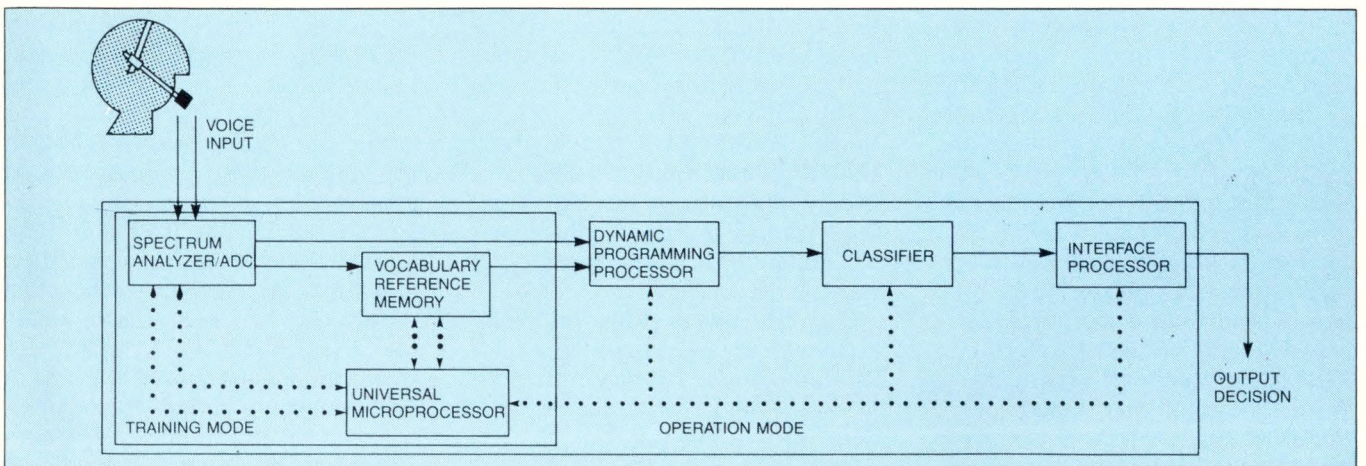 VOICE
INPUT
SPECTRUM
ANALYZER/ADC
VOCABULARY
REFERENCE
MEMORY
DYNAMIC
PROGRAMMING
PROCESSOR
CLASSIFIER
INTERFACE
PROCESSOR
UNIVERSAL
MICROPROCESSOR
TRAINING MODE
OPERATION MODE
OUTPUT
DECISION